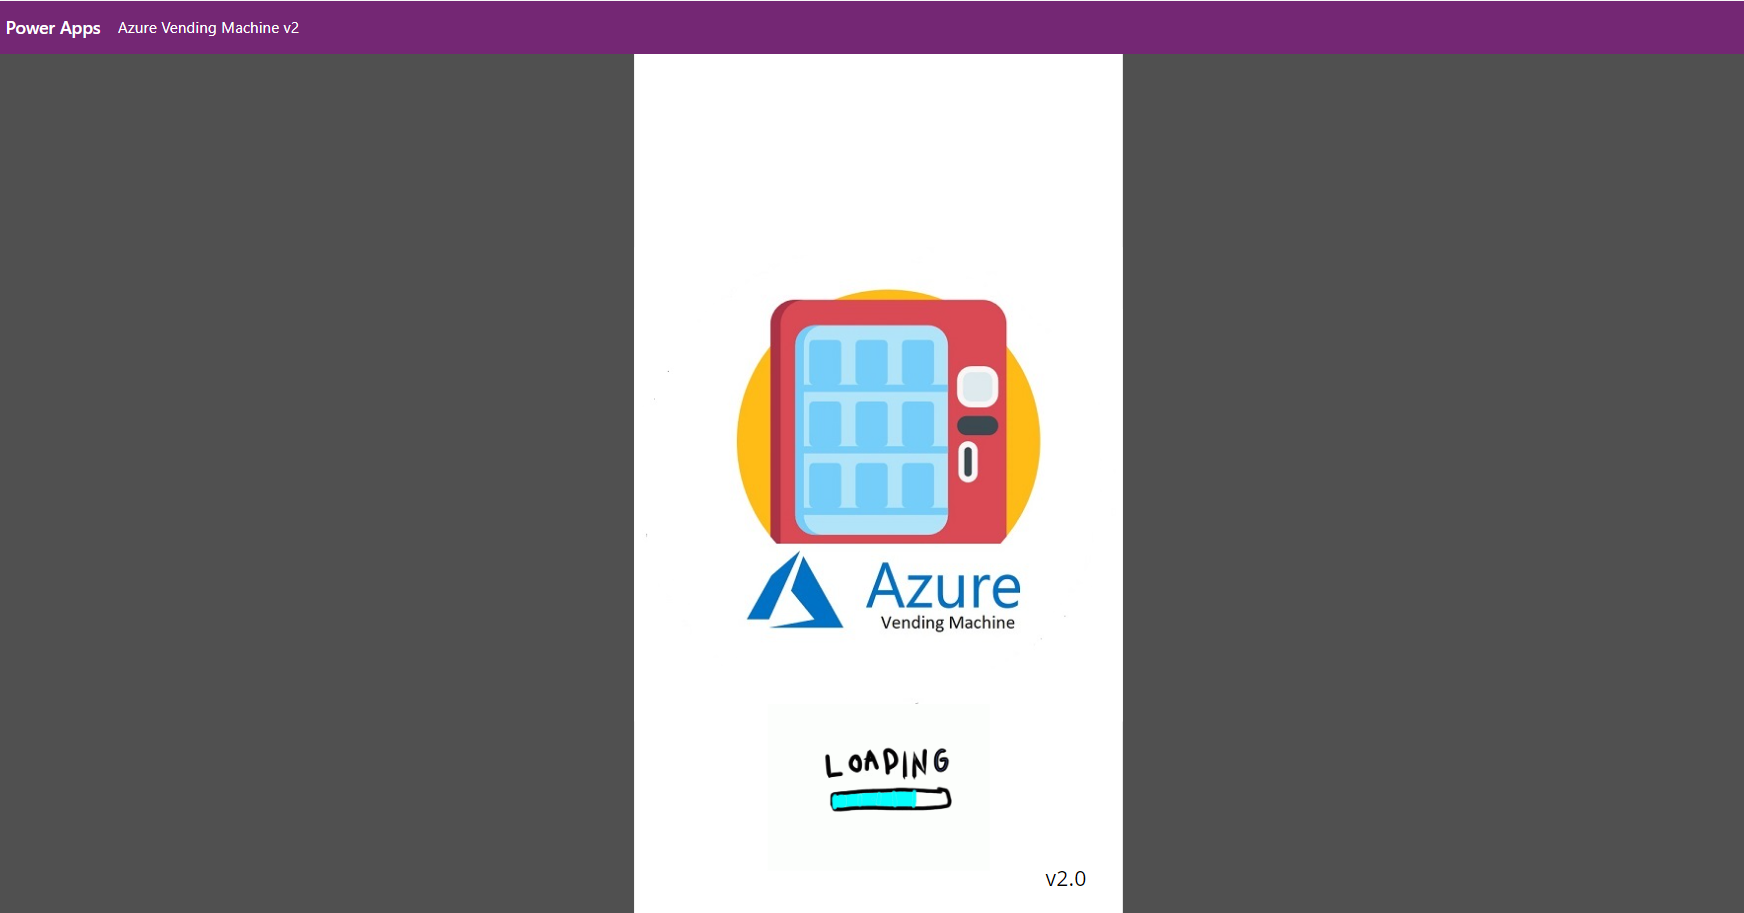 Power Apps Azure Vending Machine v2
Azure
Vending Machine
LOADING
v2.0